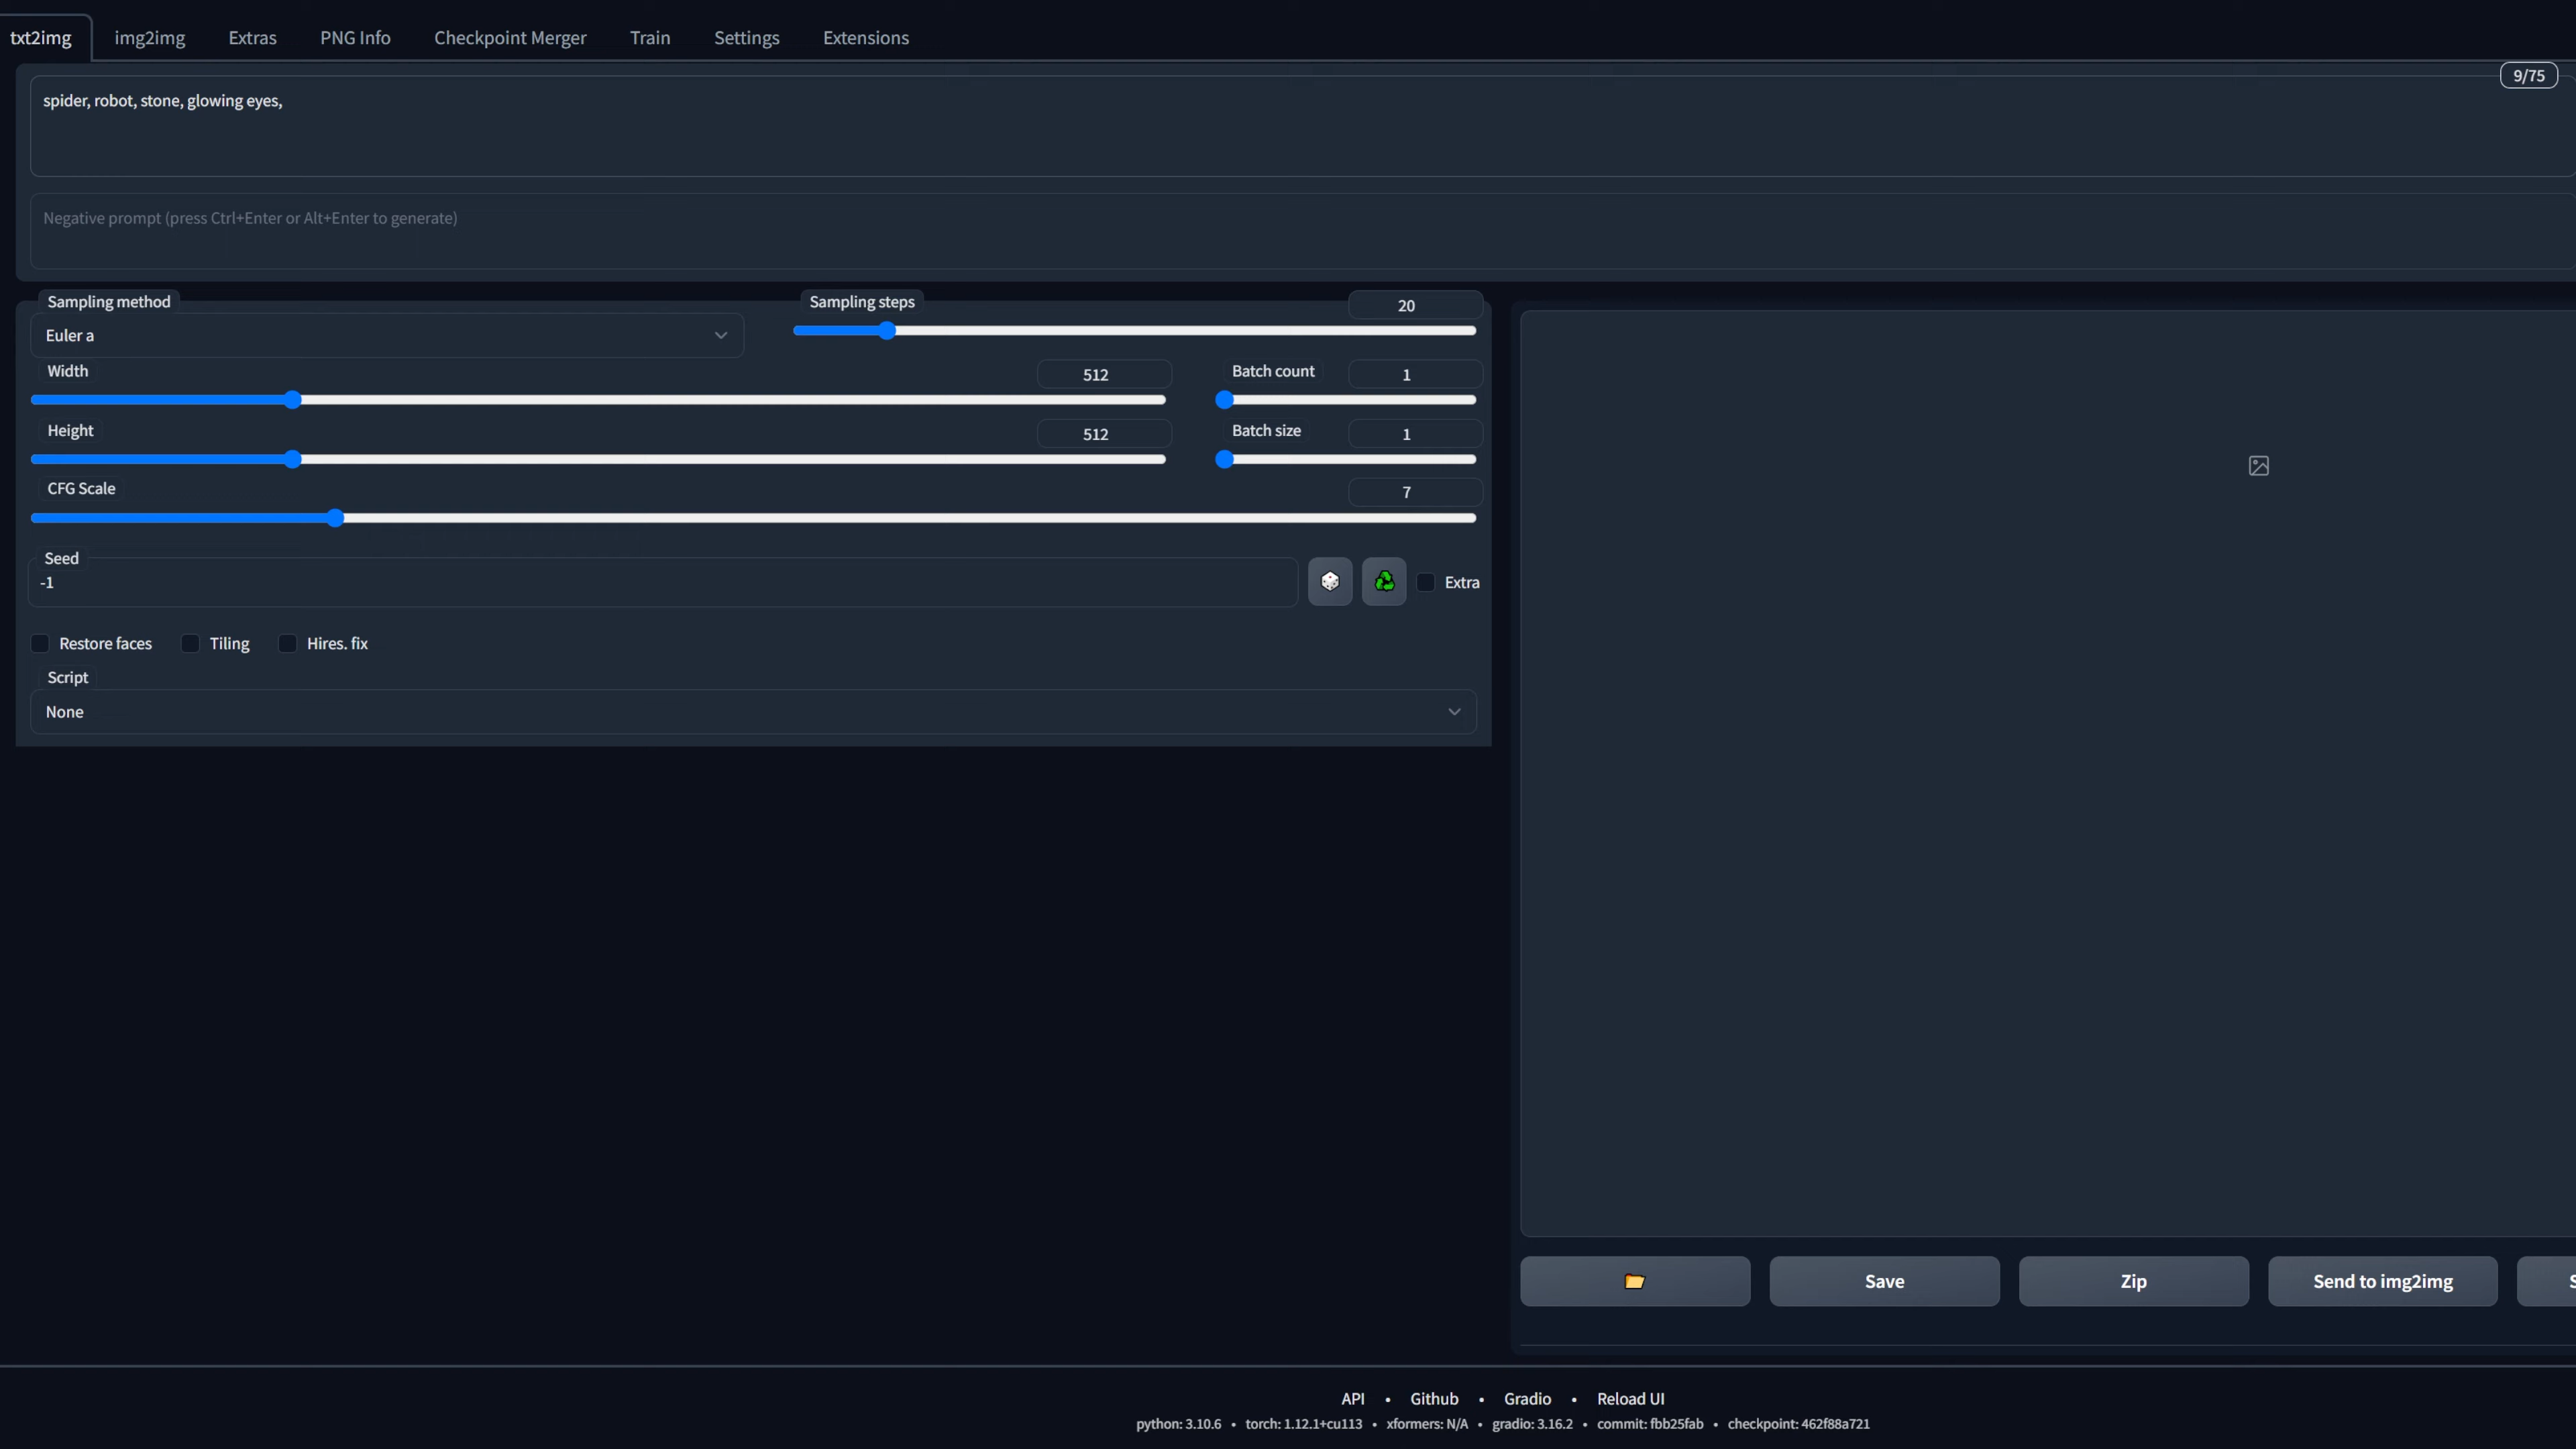 txt2img img2img Extras PNG Info Checkpoint Merger Train Settings Extensions
9/75
spider, robot, stone, glowing eyes,
Negative prompt (press Ctrl+Enter or Alt+Enter to generate)
Sampling method Sampling steps 20
Euler a
Width 512 Batch count 1
Height 512 Batch size 1
CFG Scale 7
Seed
-1 Extra
Restore faces Tiling Hires. fix
Script
None
Save Zip Send to img2img
API • Github • Gradio • Reload UI
python: 3.10.6 • torch: 1.12.1+cu113 • xformers: N/A • gradio: 3.16.2 • commit: fbb25fab • checkpoint: 462f88a721